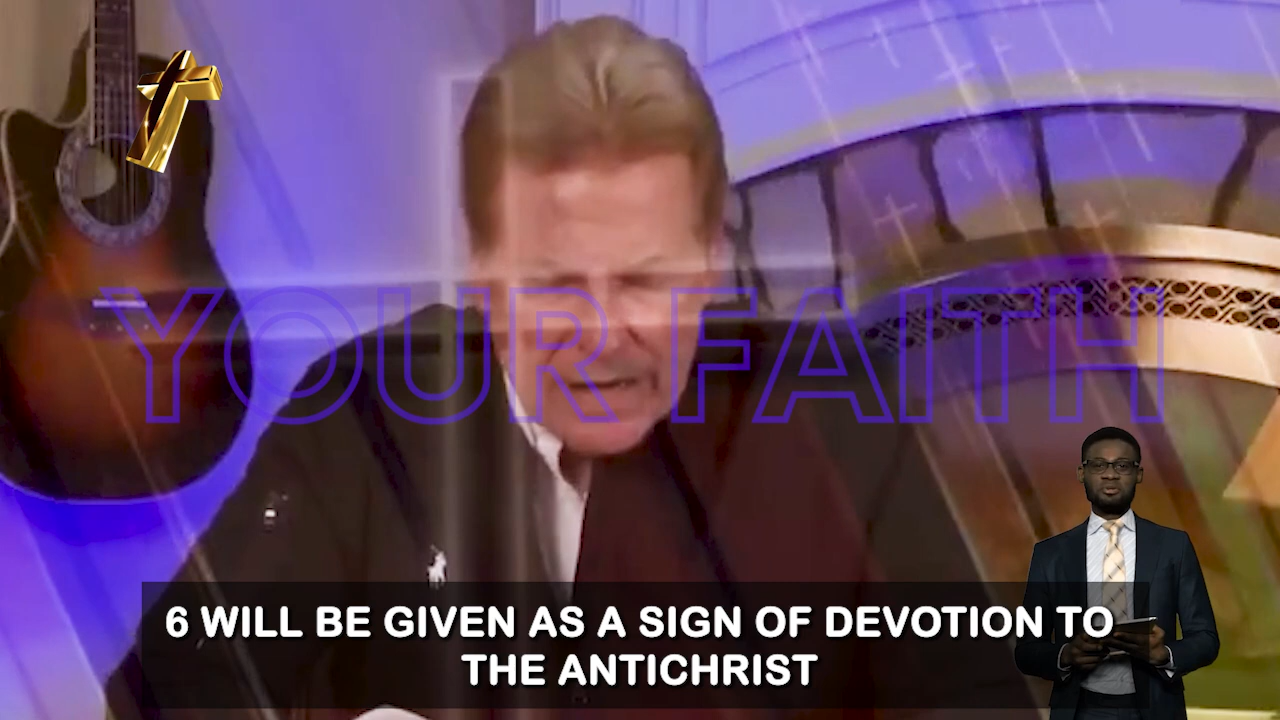 YOUR FAITH
6 WILL BE GIVEN AS A SIGN OF DEVOTION TO
THE ANTICHRIST